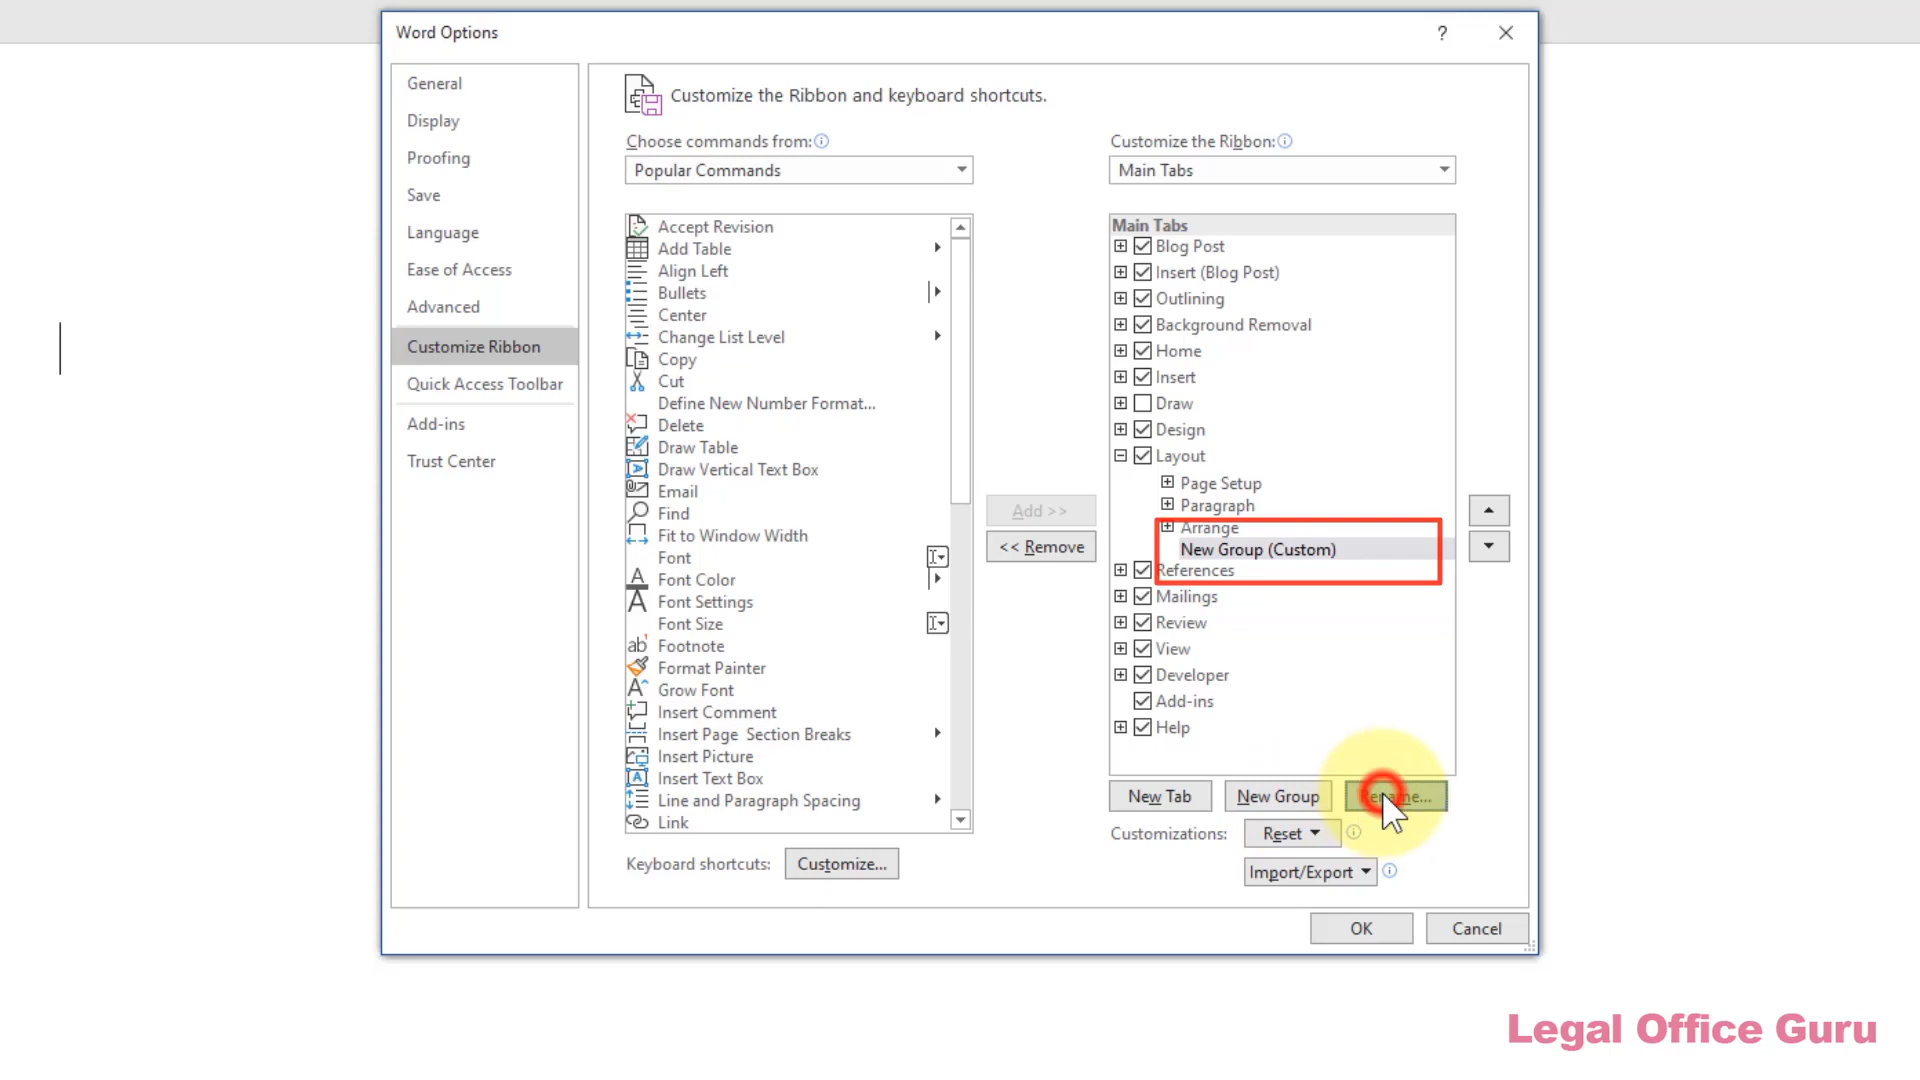 Word Options
?
General
Display
Proofing
Save
Language
Ease of Access
Advanced
Customize Ribbon
Quick Access Toolbar
Add-ins
Trust Center
Customize the Ribbon and keyboard shortcuts.
Choose commands from:
Popular Commands
Accept Revision
Add Table
Align Left
Bullets
Center
Change List Level
Copy
Cut
Define New Number Format...
Delete
Draw Table
Draw Vertical Text Box
Email
Find
Fit to Window Width
Font
Font Color
Font Settings
Font Size
Footnote
Format Painter
Grow Font
Insert Comment
Insert Page Section Breaks
Insert Picture
Insert Text Box
Line and Paragraph Spacing
Link
Keyboard shortcuts: Customize...
Add >>
<< Remove
Customize the Ribbon:
Main Tabs
Main Tabs
Blog Post
Insert (Blog Post)
Outlining
Background Removal
Home
Insert
Draw
Design
Layout
Page Setup
Paragraph
Arrange
New Group (Custom)
References
Mailings
Review
View
Developer
Add-ins
Help
New Tab New Group Rename...
Customizations: Reset
Import/Export
OK Cancel
Legal Office Guru